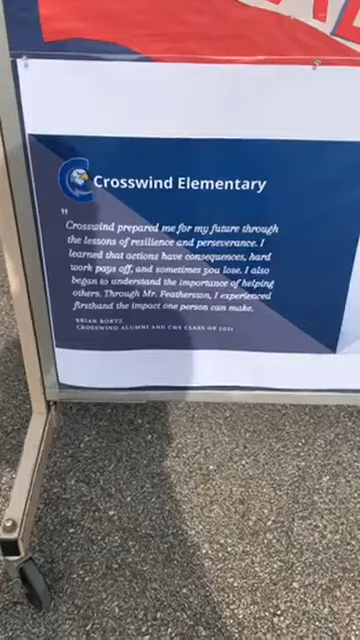 Crosswind Elementary
"
Crosswind prepared me for my future through
the lessons of resilience and perseverance. I
learned that actions have consequences, hard
work pays off, and sometimes you lose. I also
began to understand the importance of helping
others. Through Mr. Featherston, I experienced
firsthand the impact one person can make.
BRIAN BORTZ
CROSSWIND ALUMNI AND CHS CLASS OF 2021